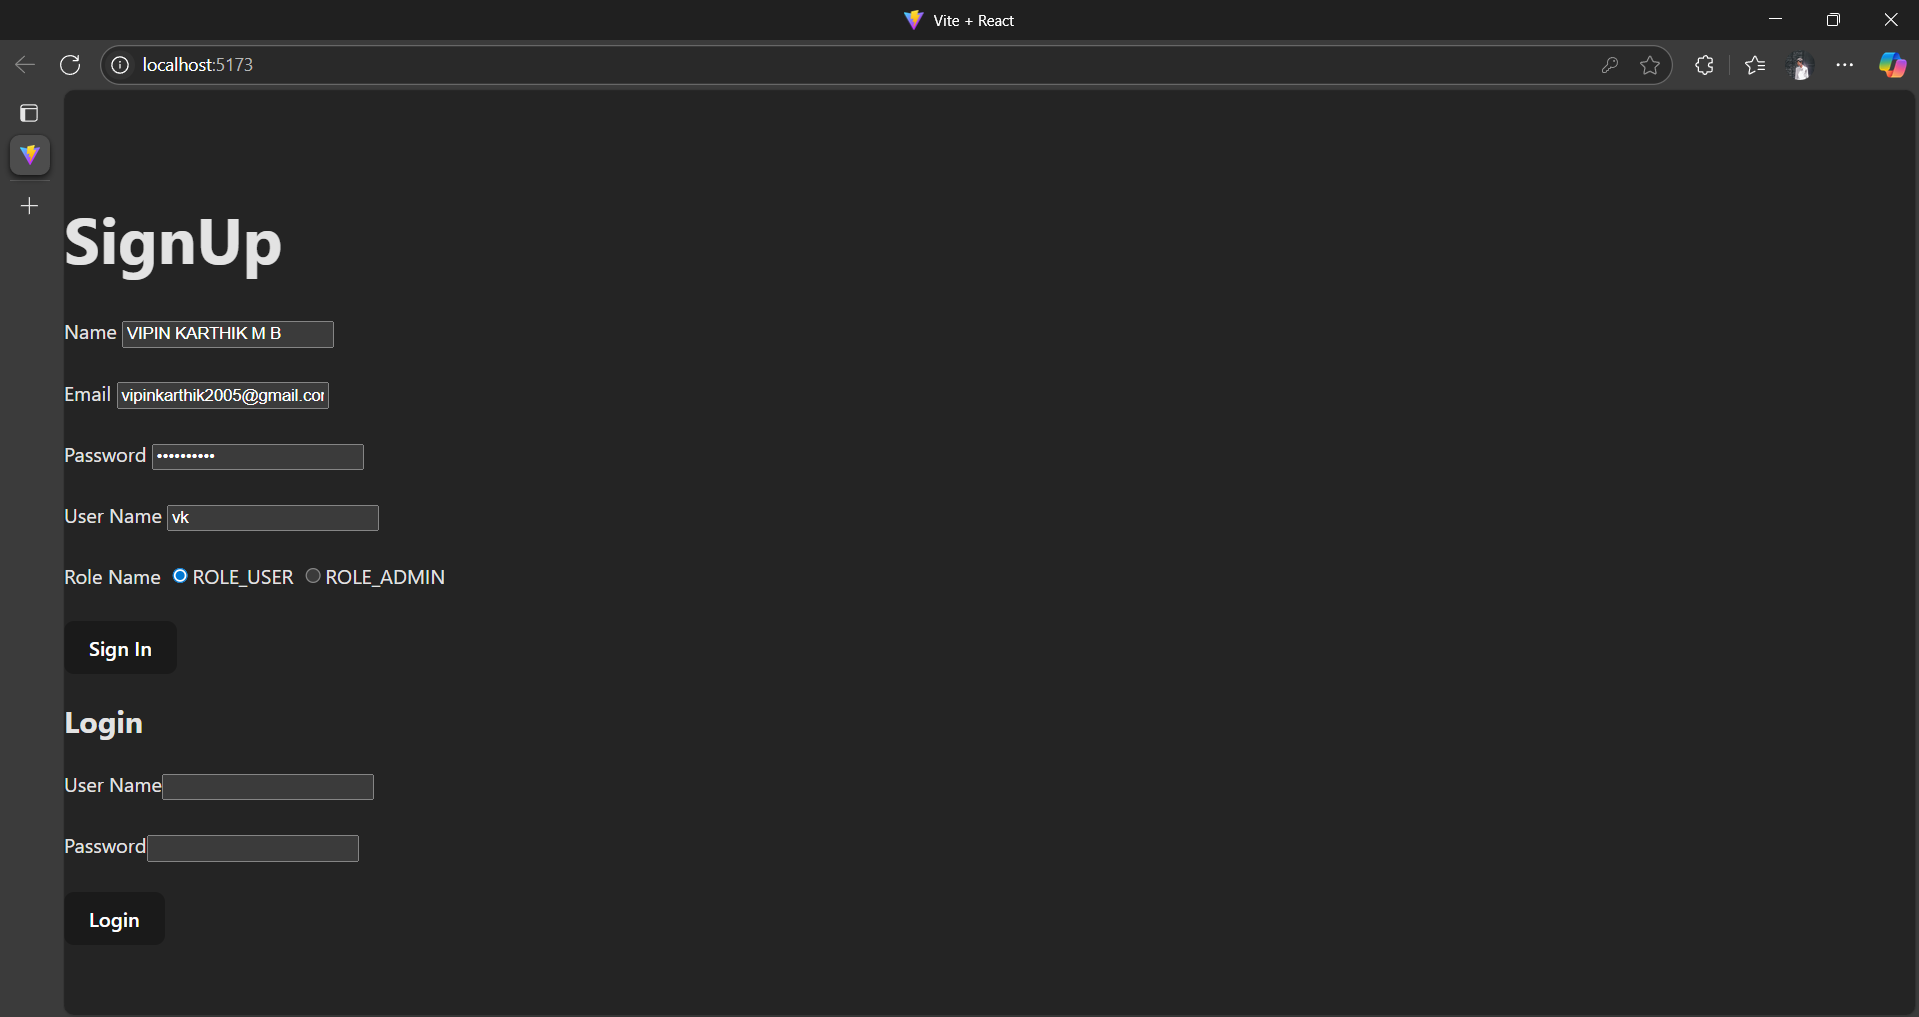 Vite + React
localhost:5173
SignUp
Name VIPIN KARTHIK M B
Email vipinkarthik2005@gmail.cor
Password ••••••••••
User Name vk
Role Name ROLE_USER ROLE_ADMIN
Sign In
Login
User Name
Password
Login